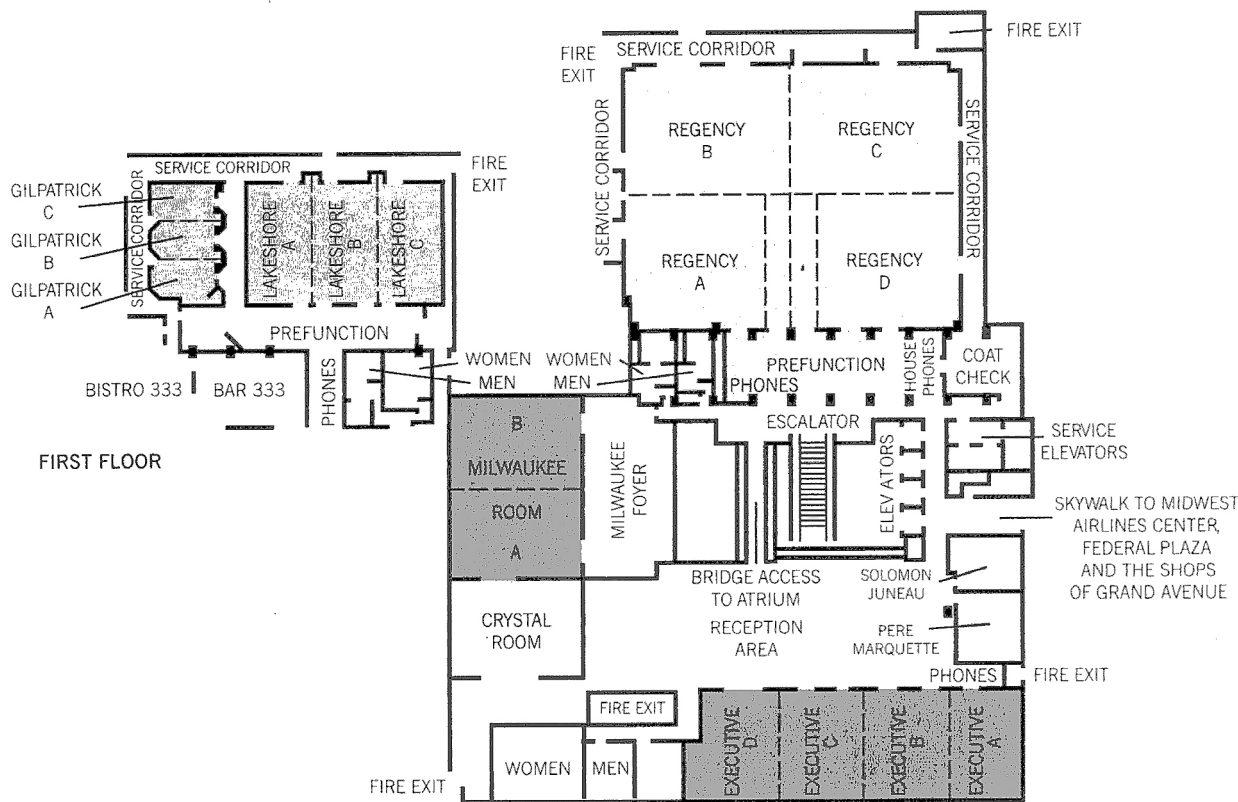 FIRE EXIT
SERVICE CORRIDOR
FIRE
EXIT
SERVICE CORRIDOR
SERVICE CORRIDOR
REGENCY
B
REGENCY
C
REGENCY
A
REGENCY
D
SERVICE CORRIDOR
FIRE
EXIT
SERVICE CORRIDOR
GILPATRICK
C
GILPATRICK
B
GILPATRICK
A
LAKESHORE
A
LAKESHORE
B
LAKESHORE
C
PREFUNCTION
BISTRO 333
BAR 333
PHONES
WOMEN
MEN
WOMEN
MEN
PHONES
PREFUNCTION
HOUSE
PHONES
COAT
CHECK
FIRST FLOOR
B
MILWAUKEE
ROOM
A
MILWAUKEE
FOYER
ESCALATOR
ELEVATORS
SERVICE
ELEVATORS
SKYWALK TO MIDWEST
AIRLINES CENTER,
FEDERAL PLAZA
AND THE SHOPS
OF GRAND AVENUE
BRIDGE ACCESS
TO ATRIUM
SOLOMON
JUNEAU
CRYSTAL
ROOM
RECEPTION
AREA
PERE
MARQUETTE
PHONES
FIRE EXIT
FIRE EXIT
EXECUTIVE
D
EXECUTIVE
C
EXECUTIVE
B
EXECUTIVE
A
WOMEN
MEN
FIRE EXIT